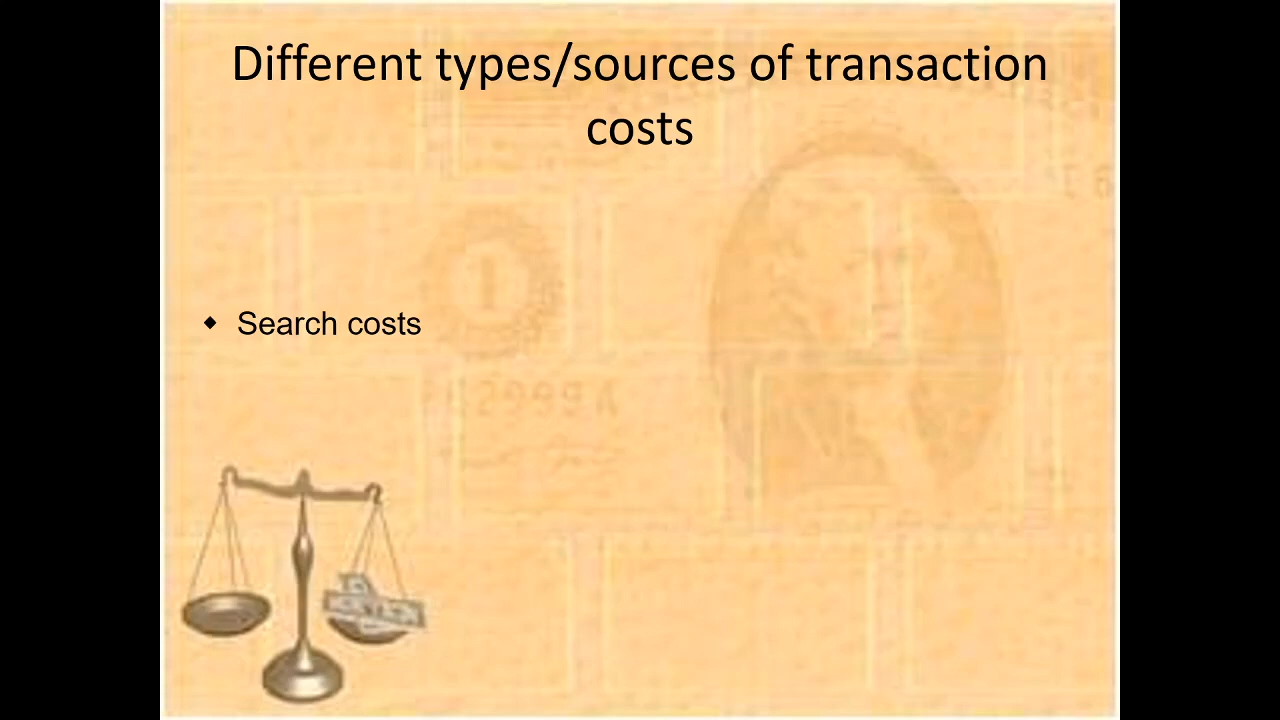 Different types/sources of transaction
costs
Search costs